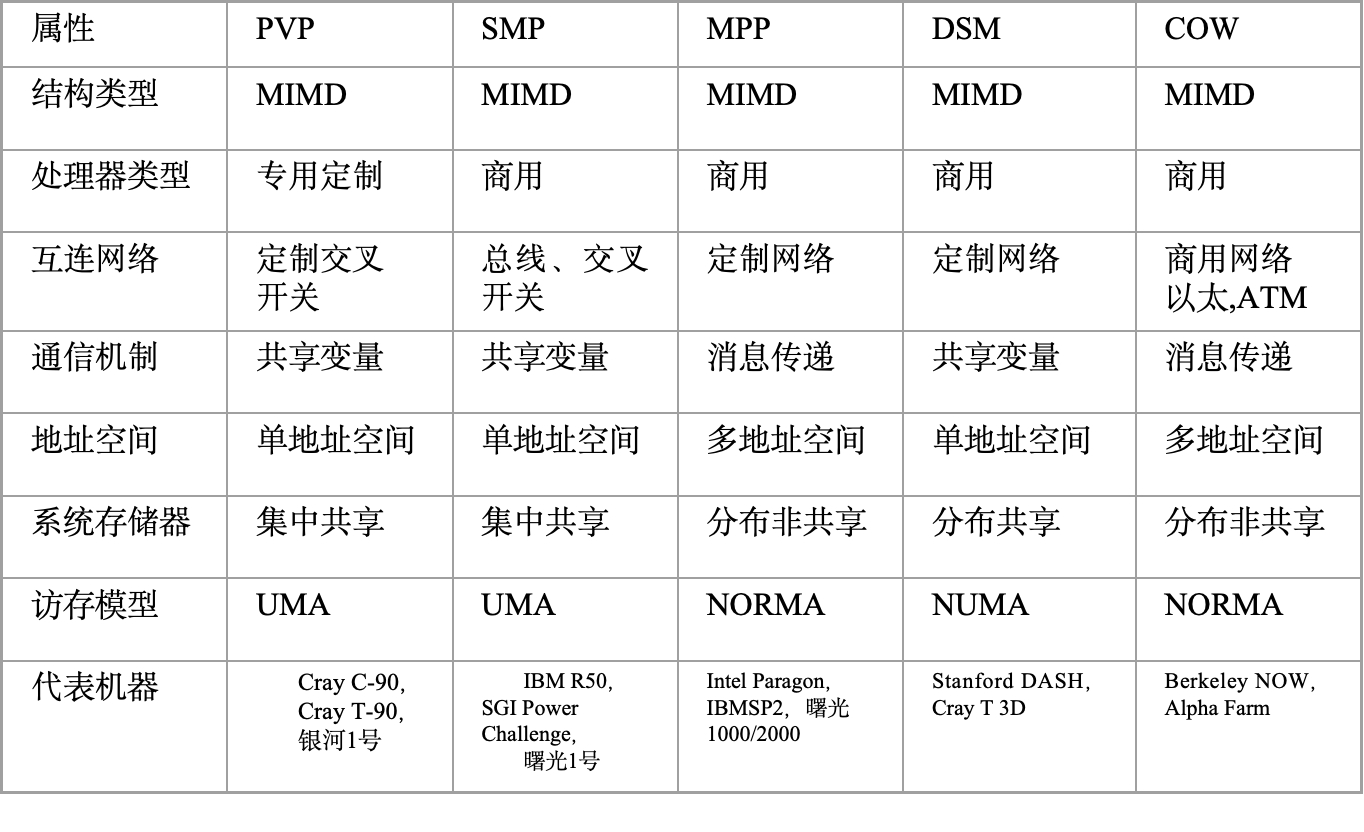 属性 PVP SMP MPP DSM COW
结构类型 MIMD MIMD MIMD MIMD MIMD
处理器类型 专用定制 商用 商用 商用 商用
互连网络 定制交叉 总线、交叉 定制网络 定制网络 商用网络
开关 开关 以太,ATM
通信机制 共享变量 共享变量 消息传递 共享变量 消息传递
地址空间 单地址空间 单地址空间 多地址空间 单地址空间 多地址空间
系统存储器 集中共享 集中共享 分布非共享 分布共享 分布非共享
访存模型 UMA UMA NORMA NUMA NORMA
代表机器 Cray C-90, IBM R50, Intel Paragon, Stanford DASH, Berkeley NOW,
Cray T-90, SGI Power IBMSP2, 曙光 Cray T 3D Alpha Farm
银河1号 Challenge, 1000/2000
曙光1号